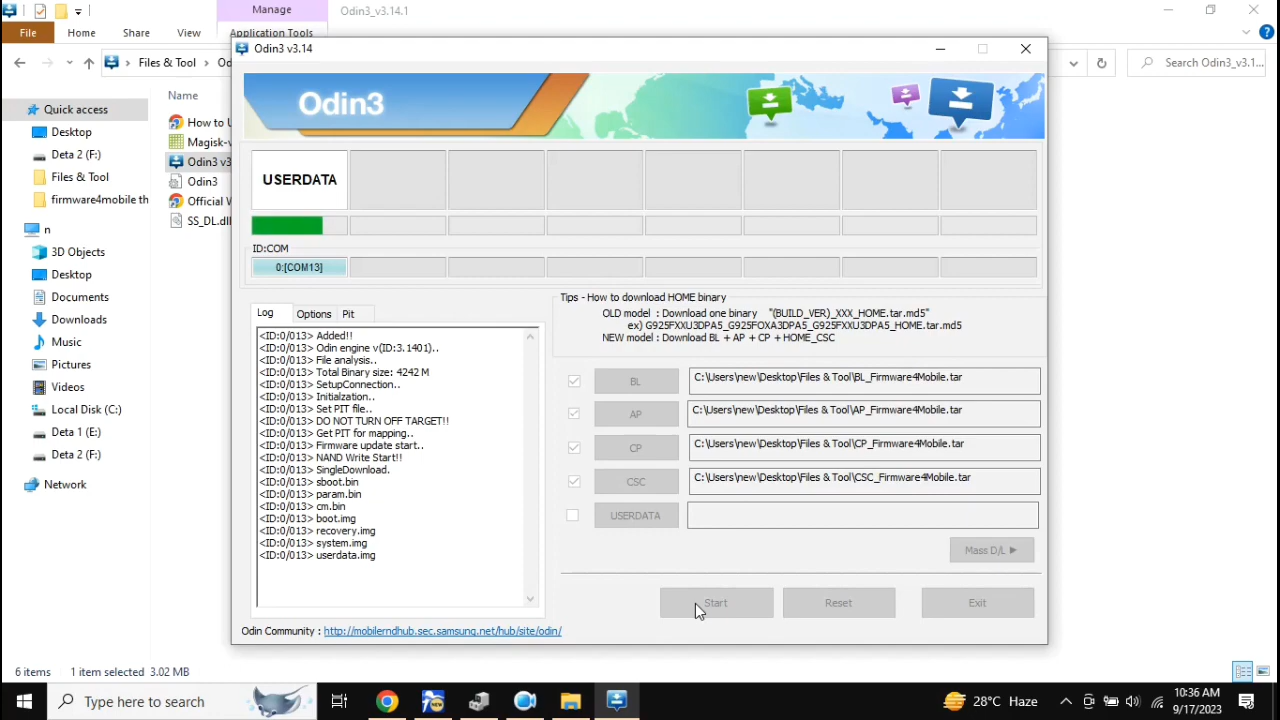 Manage
Odin3_v3.14.1
File
Home
Share
View
Application Tools
Files & Tool
Search Odin3_v3.1...
Quick access
Desktop
Deta 2 (F:)
Files & Tool
firmware4mobile th
n
3D Objects
Desktop
Documents
Downloads
Music
Pictures
Videos
Local Disk (C:)
Deta 1 (E:)
Deta 2 (F:)
Network
Name
How to U
Magisk-v
Odin3 v3
Odin3
Official W
SS_DL.dll
Odin3 v3.14
Odin3
USERDATA
ID:COM
0:[COM13]
Log
Options
Pit
<ID:0/013> Added!!
<ID:0/013> Odin engine v(ID:3.1401)..
<ID:0/013> File analysis..
<ID:0/013> Total Binary size: 4242 M
<ID:0/013> SetupConnection..
<ID:0/013> Initialzation..
<ID:0/013> Set PIT file..
<ID:0/013> DO NOT TURN OFF TARGET!!
<ID:0/013> Get PIT for mapping..
<ID:0/013> Firmware update start..
<ID:0/013> NAND Write Start!!
<ID:0/013> SingleDownload.
<ID:0/013> sboot.bin
<ID:0/013> param.bin
<ID:0/013> cm.bin
<ID:0/013> boot.img
<ID:0/013> recovery.img
<ID:0/013> system.img
<ID:0/013> userdata.img
Tips - How to download HOME binary
OLD model : Download one binary "(BUILD_VER)_XXX_HOME.tar.md5"
ex) G925FXXU3DPA5_G925FOXA3DPA5_G925FXXU3DPA5_HOME.tar.md5
NEW model : Download BL + AP + CP + HOME_CSC
BL
C:\Users\new\Desktop\Files & Tool\BL_Firmware4Mobile.tar
AP
C:\Users\new\Desktop\Files & Tool\AP_Firmware4Mobile.tar
CP
C:\Users\new\Desktop\Files & Tool\CP_Firmware4Mobile.tar
CSC
C:\Users\new\Desktop\Files & Tool\CSC_Firmware4Mobile.tar
USERDATA
Mass D/L
Start
Reset
Exit
Odin Community : http://mobilerndhub.sec.samsung.net/hub/site/odin/
6 items
1 item selected 3.02 MB
Type here to search
28°C Haze
10:36 AM
9/17/2023